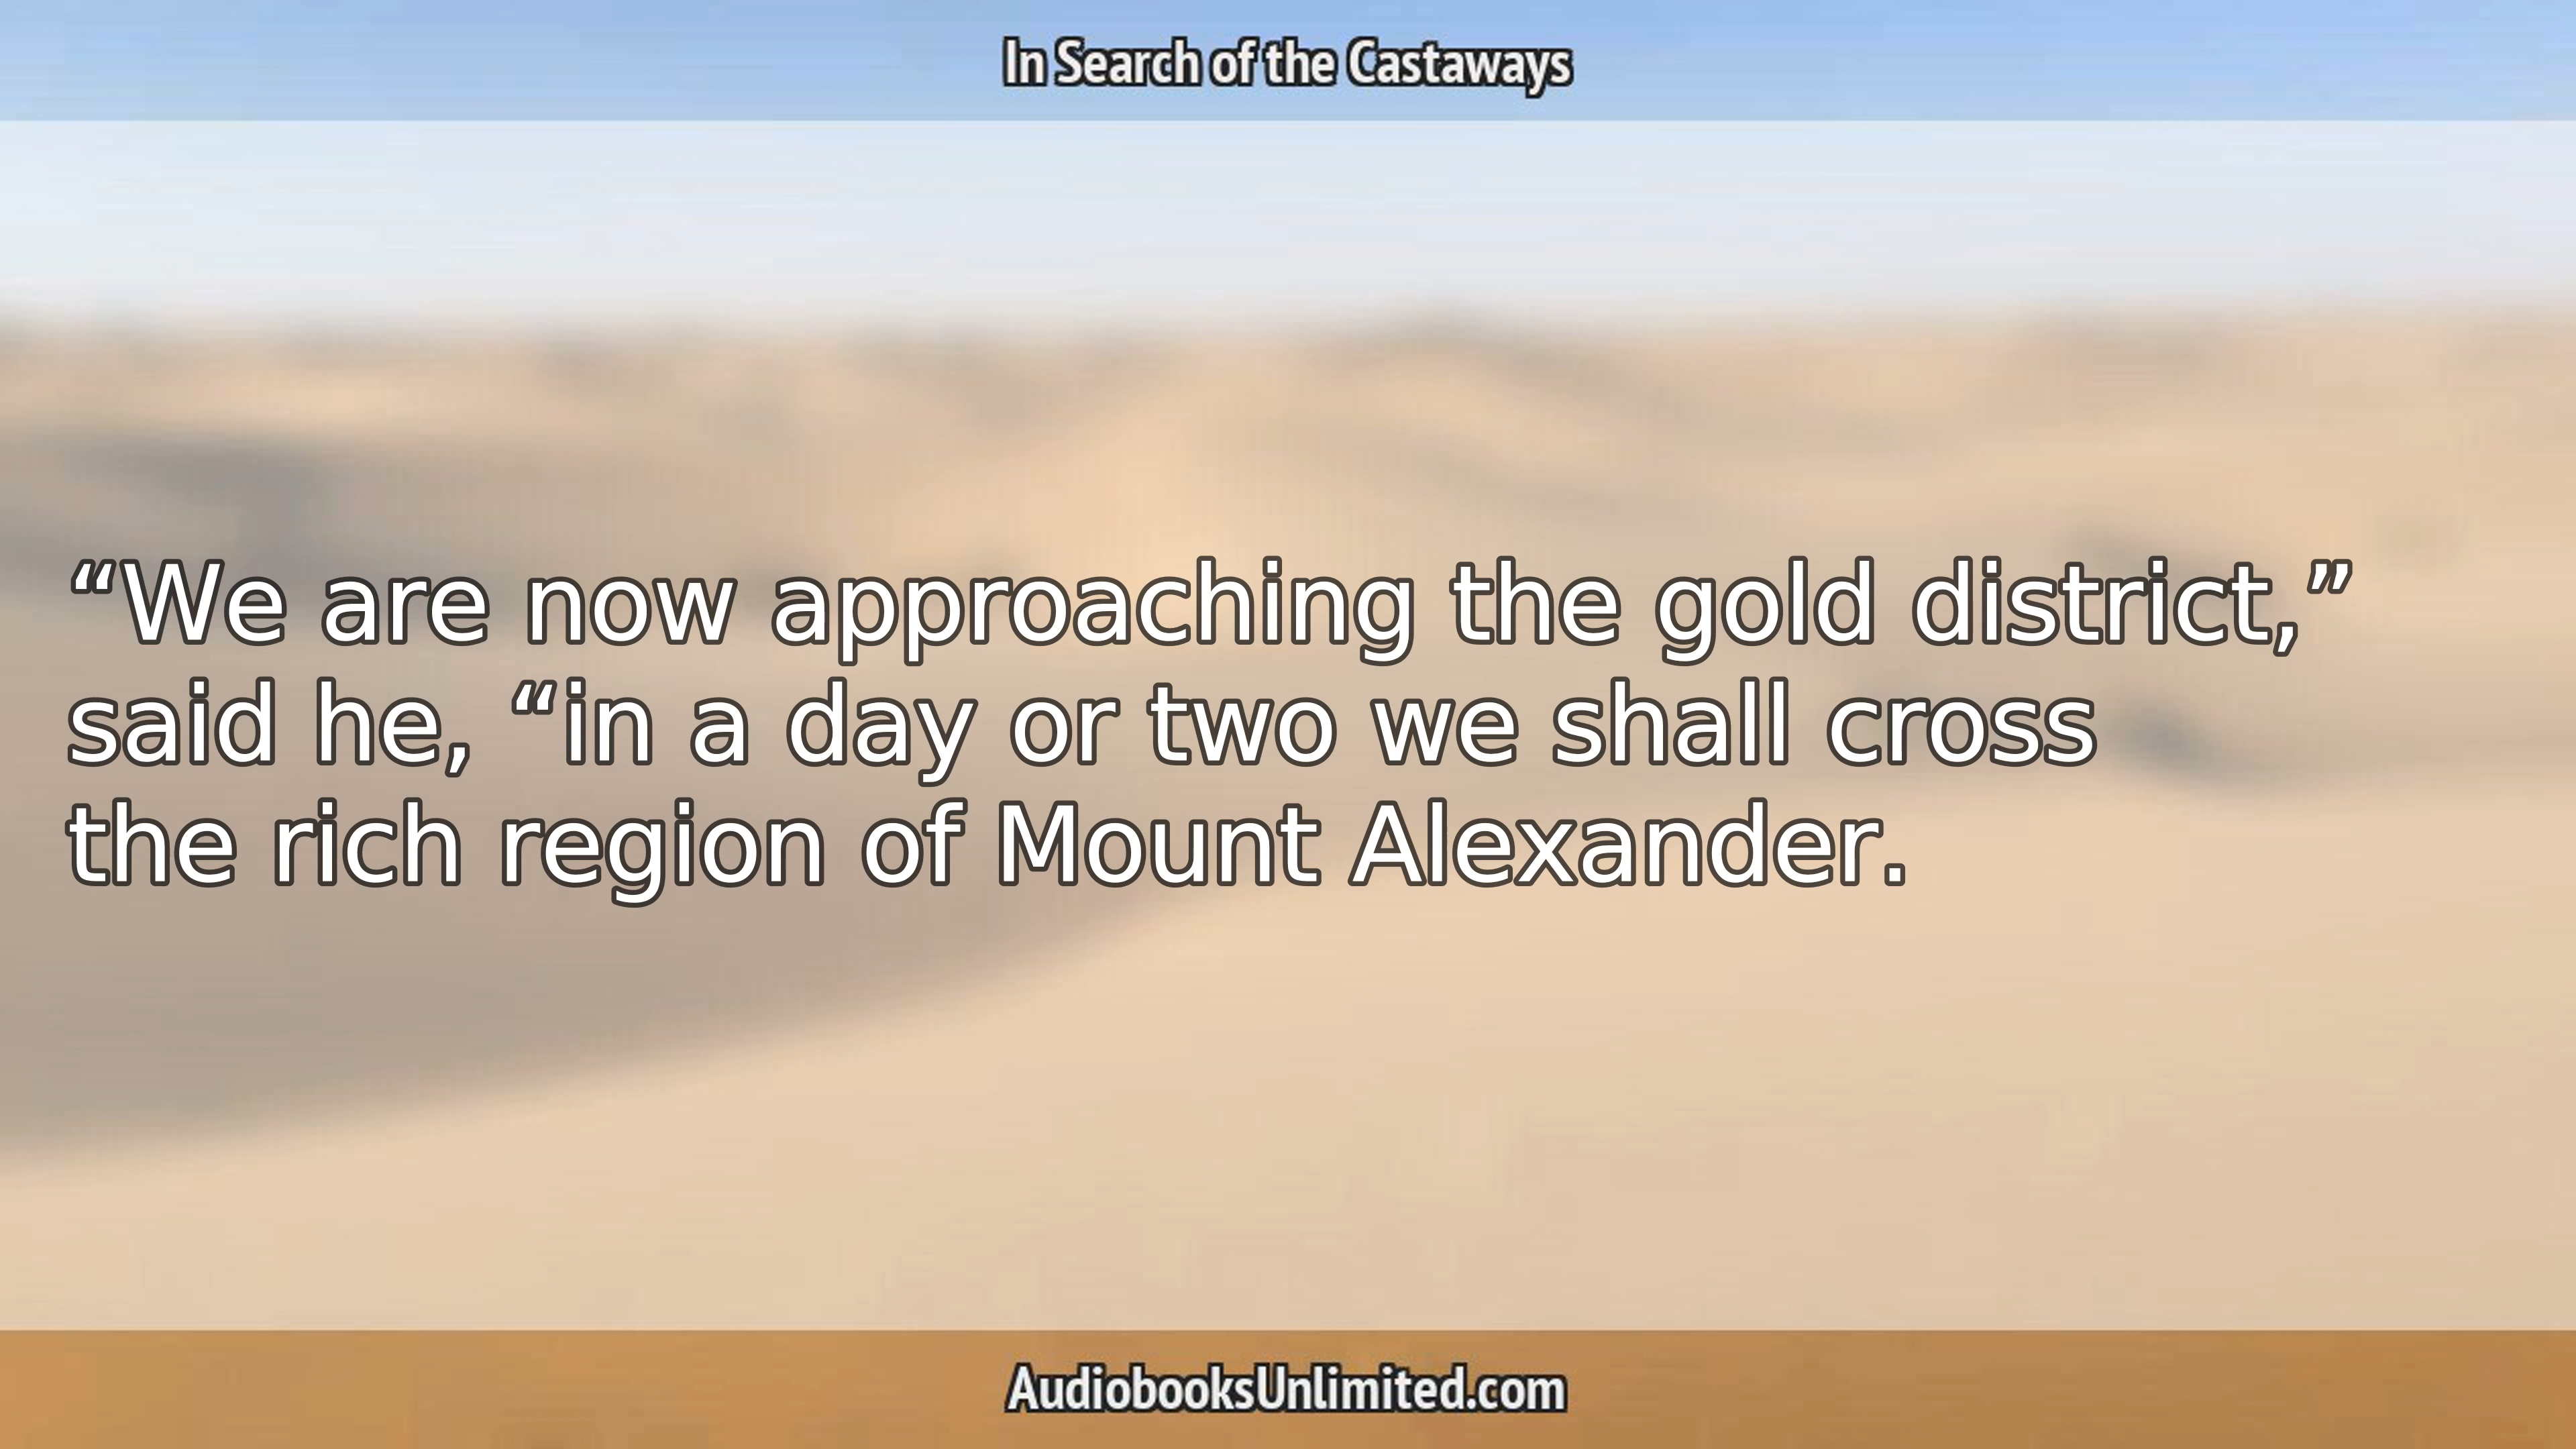 In Search of the Castaways
“We are now approaching the gold district,”
said he, “in a day or two we shall cross
the rich region of Mount Alexander.
AudiobooksUnlimited.com